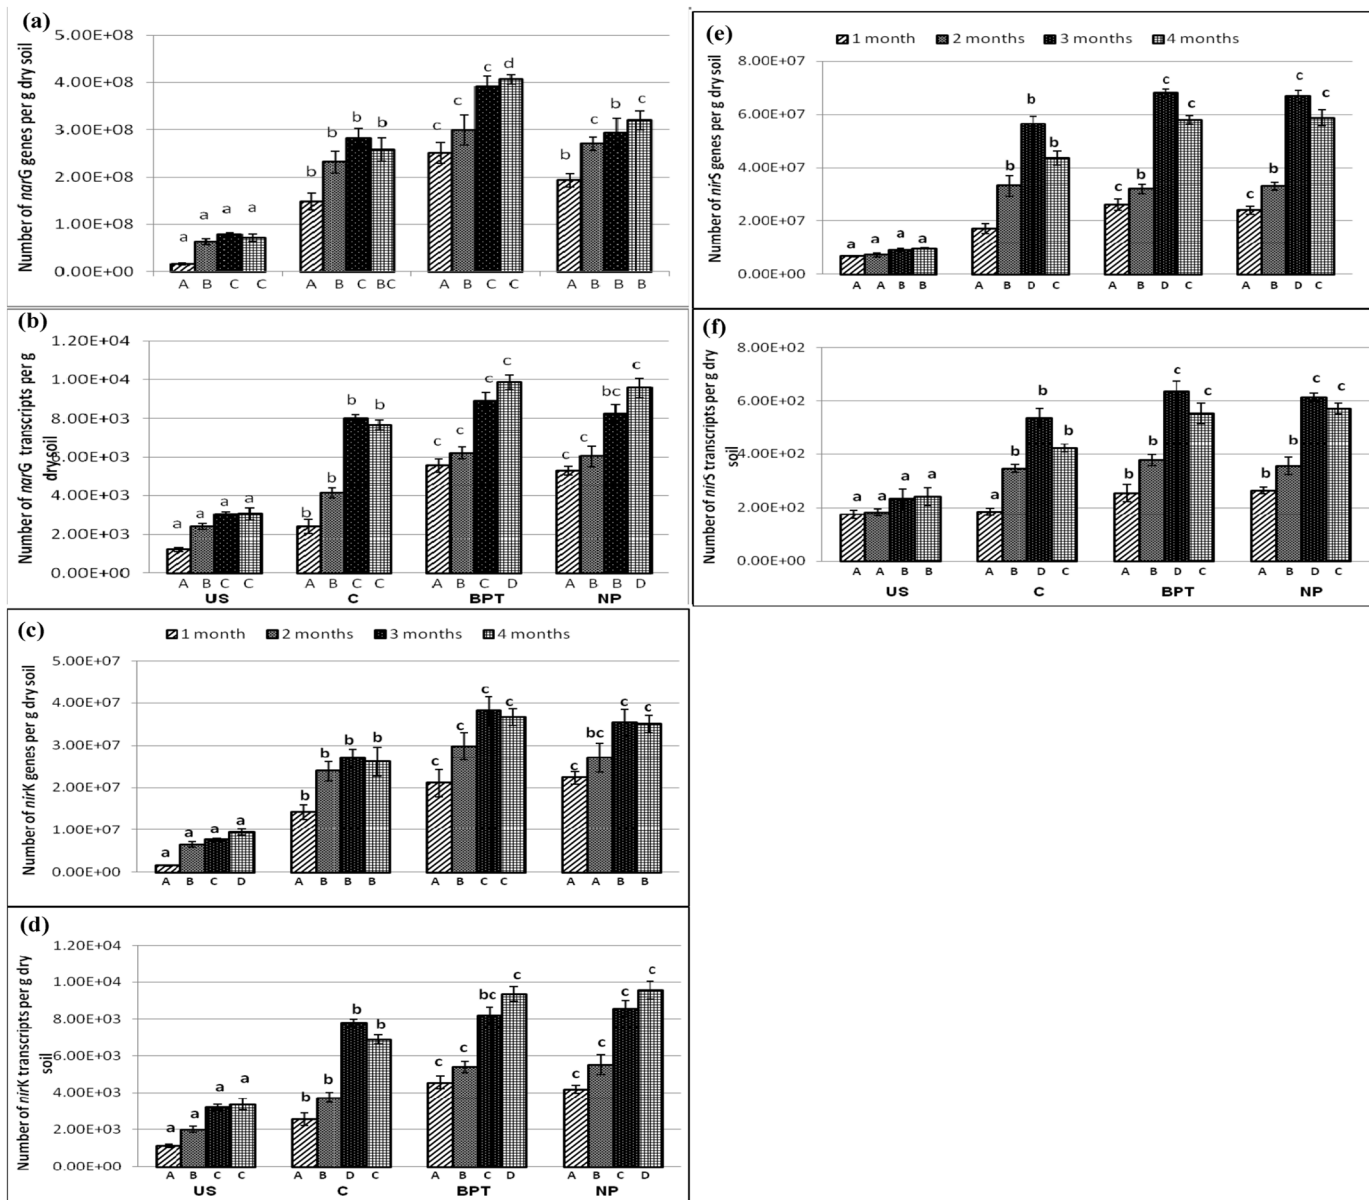 (a)
Number of narG genes per g dry soil
5.00E+08
4.00E+08
3.00E+08
2.00E+08
1.00E+08
0.00E+00
a a a a
b b b b
c c c d
b c b c
A B C C
A B C BC
A B C C
A B B B
(b)
Number of narG transcripts per g
dry soil
1.20E+04
1.00E+04
8.00E+03
6.00E+03
4.00E+03
2.00E+03
0.00E+00
a a a a
b b b b
c c c c
c c bc c
A B C C
A B C C
A B C D
A B B D
US C BPT NP
(c)
1 month 2 months 3 months 4 months
Number of nirK genes per g dry soil
5.00E+07
4.00E+07
3.00E+07
2.00E+07
1.00E+07
0.00E+00
a a a a
b b b b
c c c c
c bc c c
A B C D
A B B B
A B C C
A A B B
(d)
Number of nirK transcripts per g dry
soil
1.20E+04
1.00E+04
8.00E+03
6.00E+03
4.00E+03
2.00E+03
0.00E+00
a a a a
b b b b
c c bc c
c c c c
A B C C
A B D C
A B C D
A B C D
US C BPT NP
(e)
1 month 2 months 3 months 4 months
Number of nirS genes per g dry soil
8.00E+07
6.00E+07
4.00E+07
2.00E+07
0.00E+00
a a a a
b b b b
c b c c
c b c c
A A B B
A B D C
A B D C
A B D C
(f)
Number of nirS transcripts per g dry
soil
8.00E+02
6.00E+02
4.00E+02
2.00E+02
0.00E+00
a a a a
a b b b
b b c c
b b c c
A A B B
A B D C
A B D C
A B D C
US C BPT NP